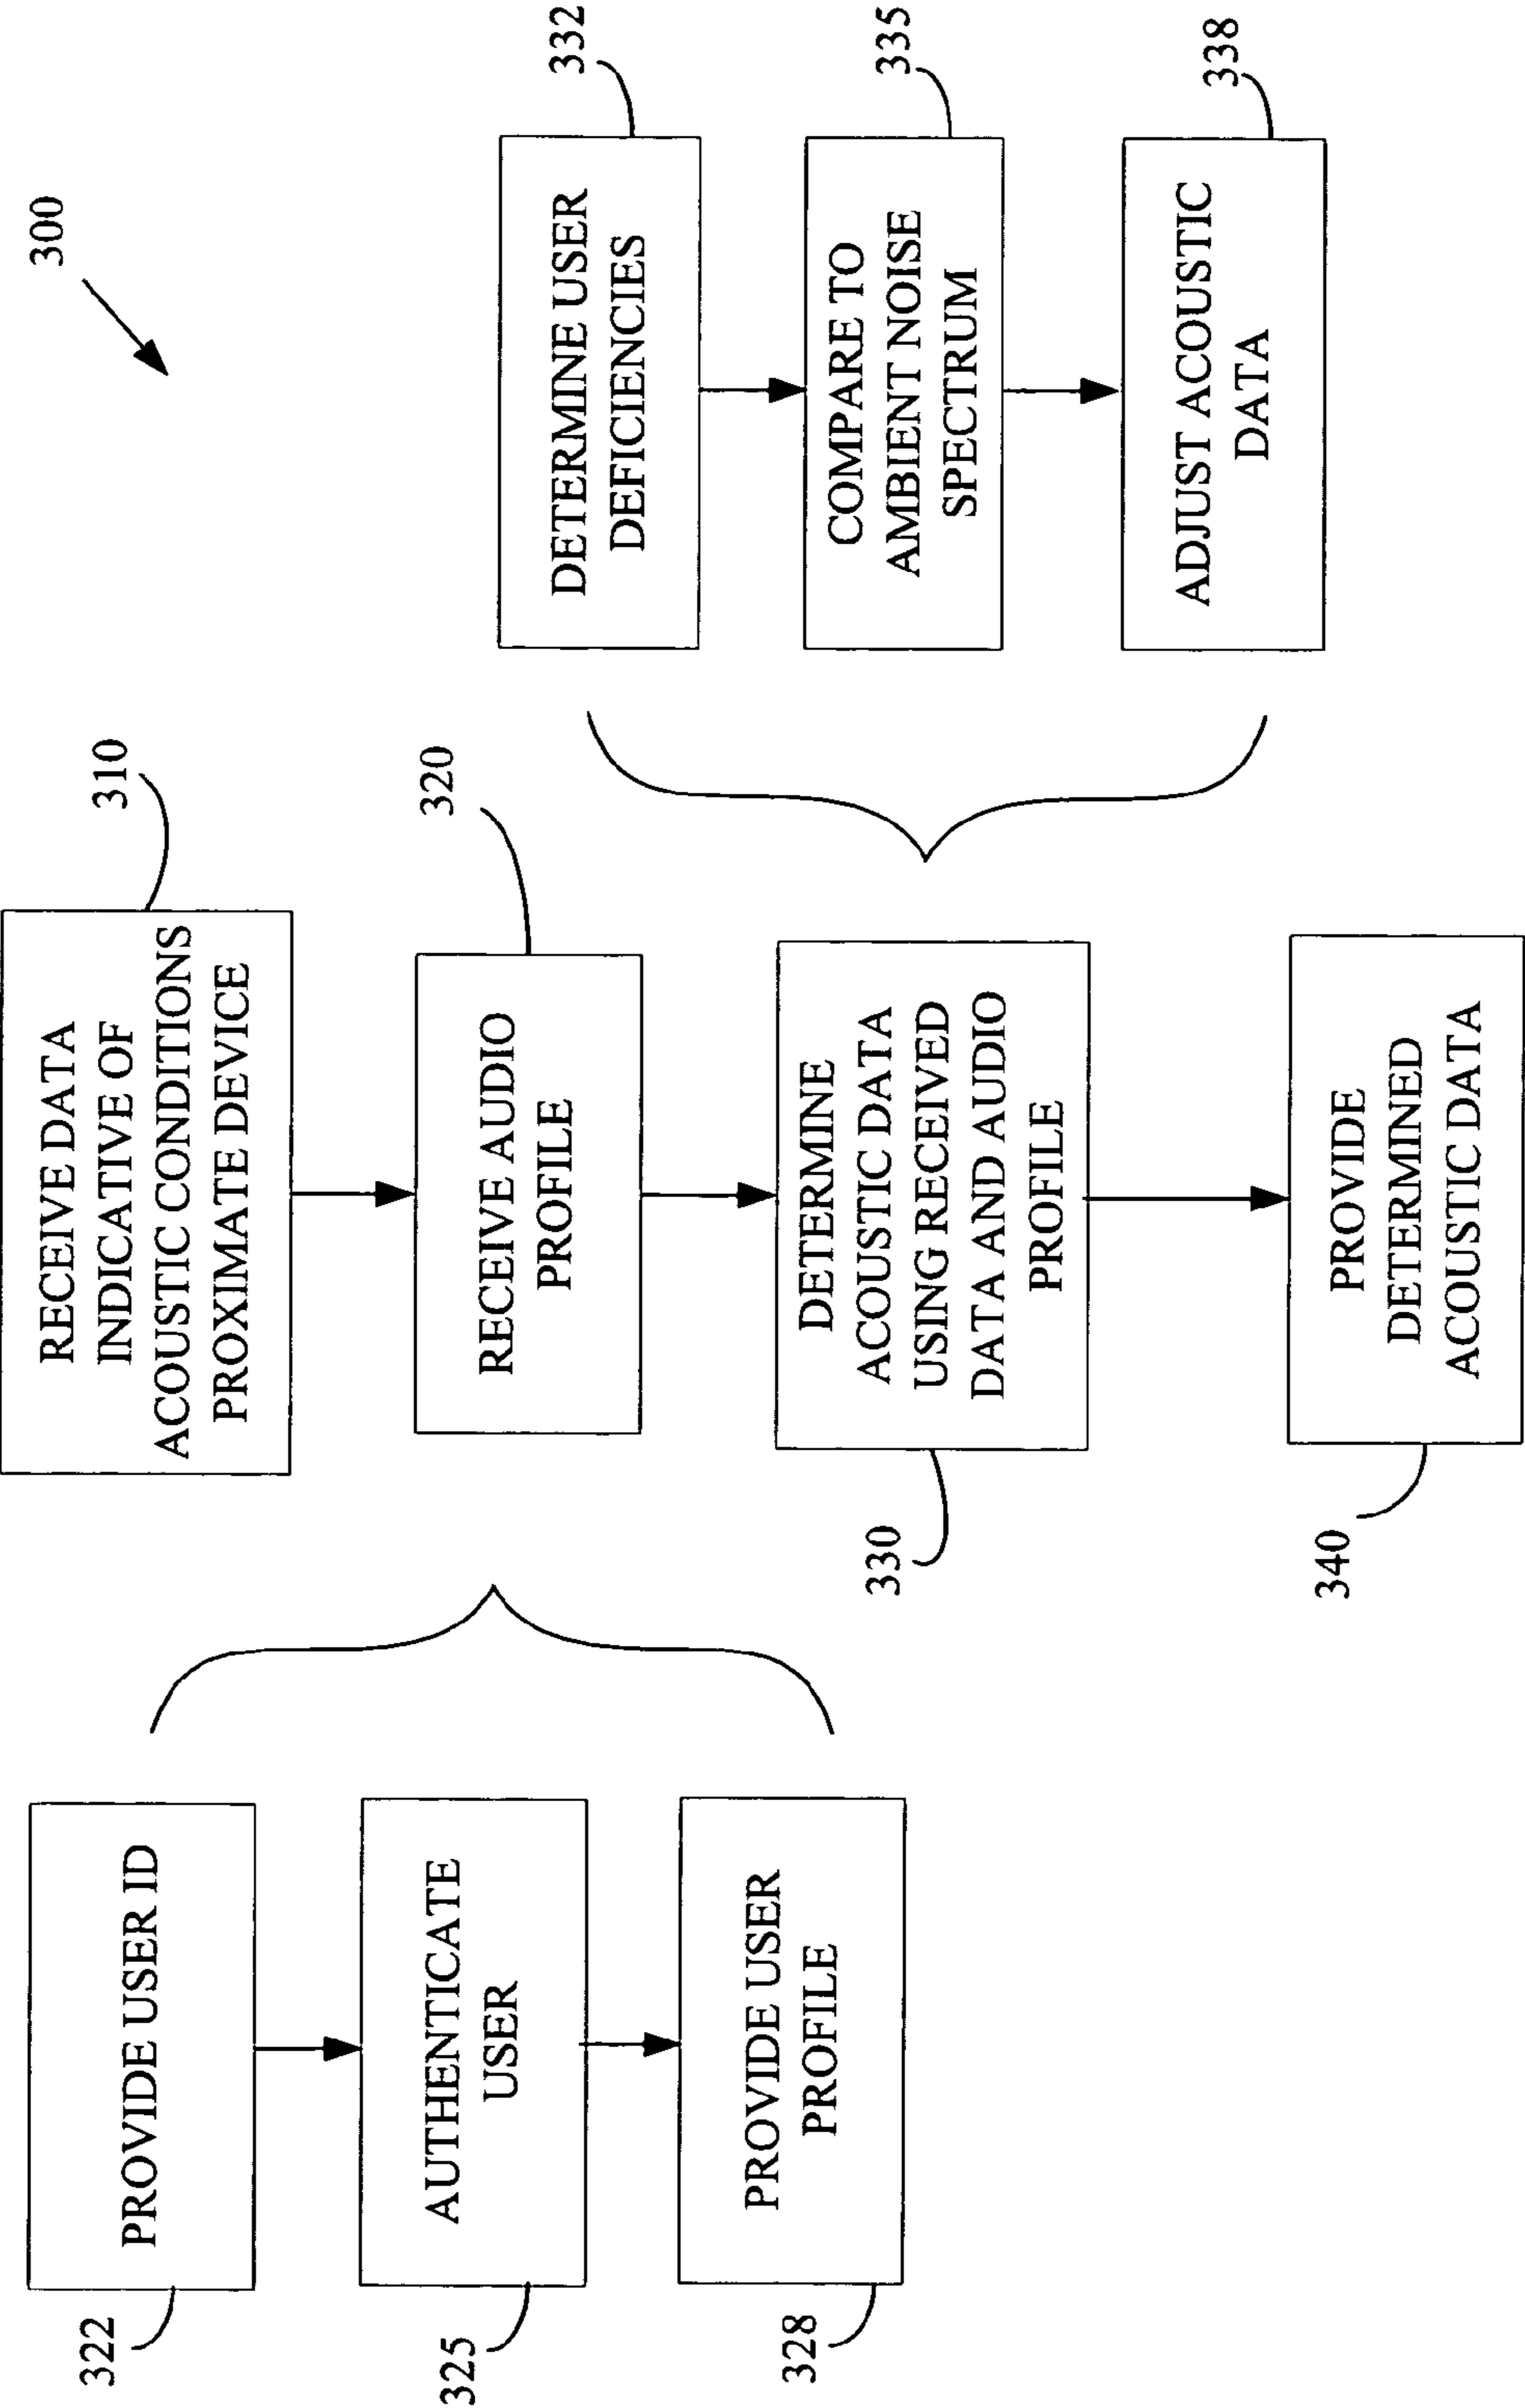 300
RECEIVE DATA
INDICATIVE OF
ACOUSTIC CONDITIONS
PROXIMATE DEVICE
310
RECEIVE AUDIO
PROFILE
320
DETERMINE
ACOUSTIC DATA
USING RECEIVED
DATA AND AUDIO
PROFILE
330
PROVIDE
DETERMINED
ACOUSTIC DATA
340
PROVIDE USER ID
322
AUTHENTICATE
USER
325
PROVIDE USER
PROFILE
328
DETERMINE USER
DEFICIENCIES
332
COMPARE TO
AMBIENT NOISE
SPECTRUM
335
ADJUST ACOUSTIC
DATA
338